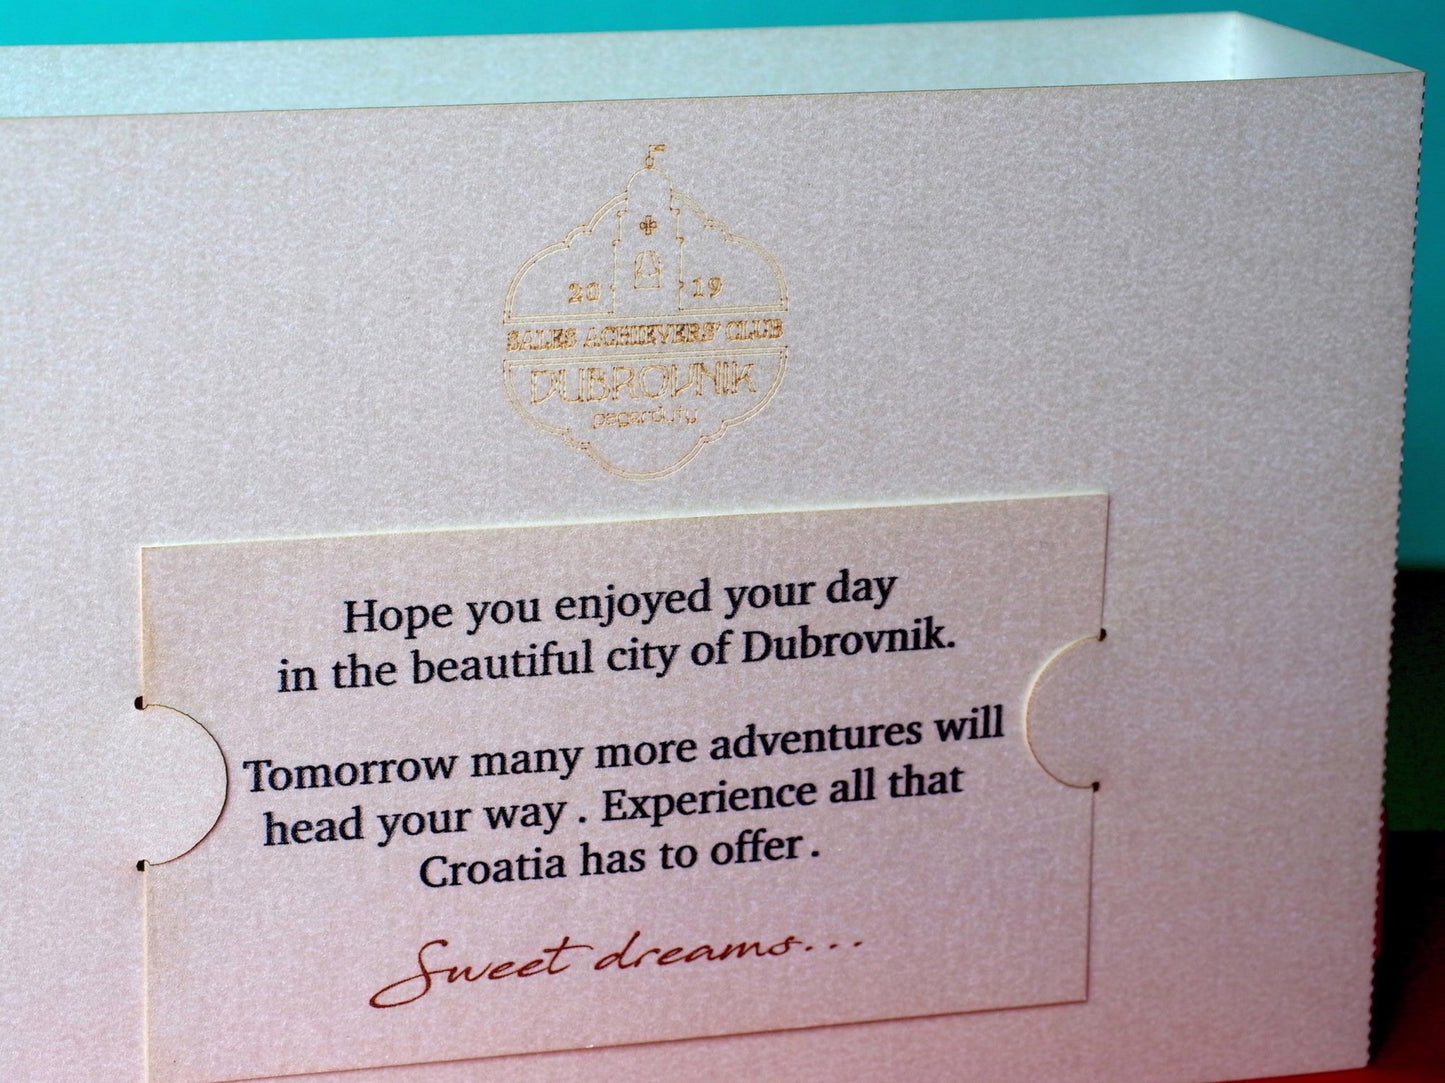 20 19
SALES ACHIEVERS' CLUB
DUBROVNIK
pagerduty
Hope you enjoyed your day
in the beautiful city of Dubrovnik.
Tomorrow many more adventures will
head your way . Experience all that
Croatia has to offer .
Sweet dreams...